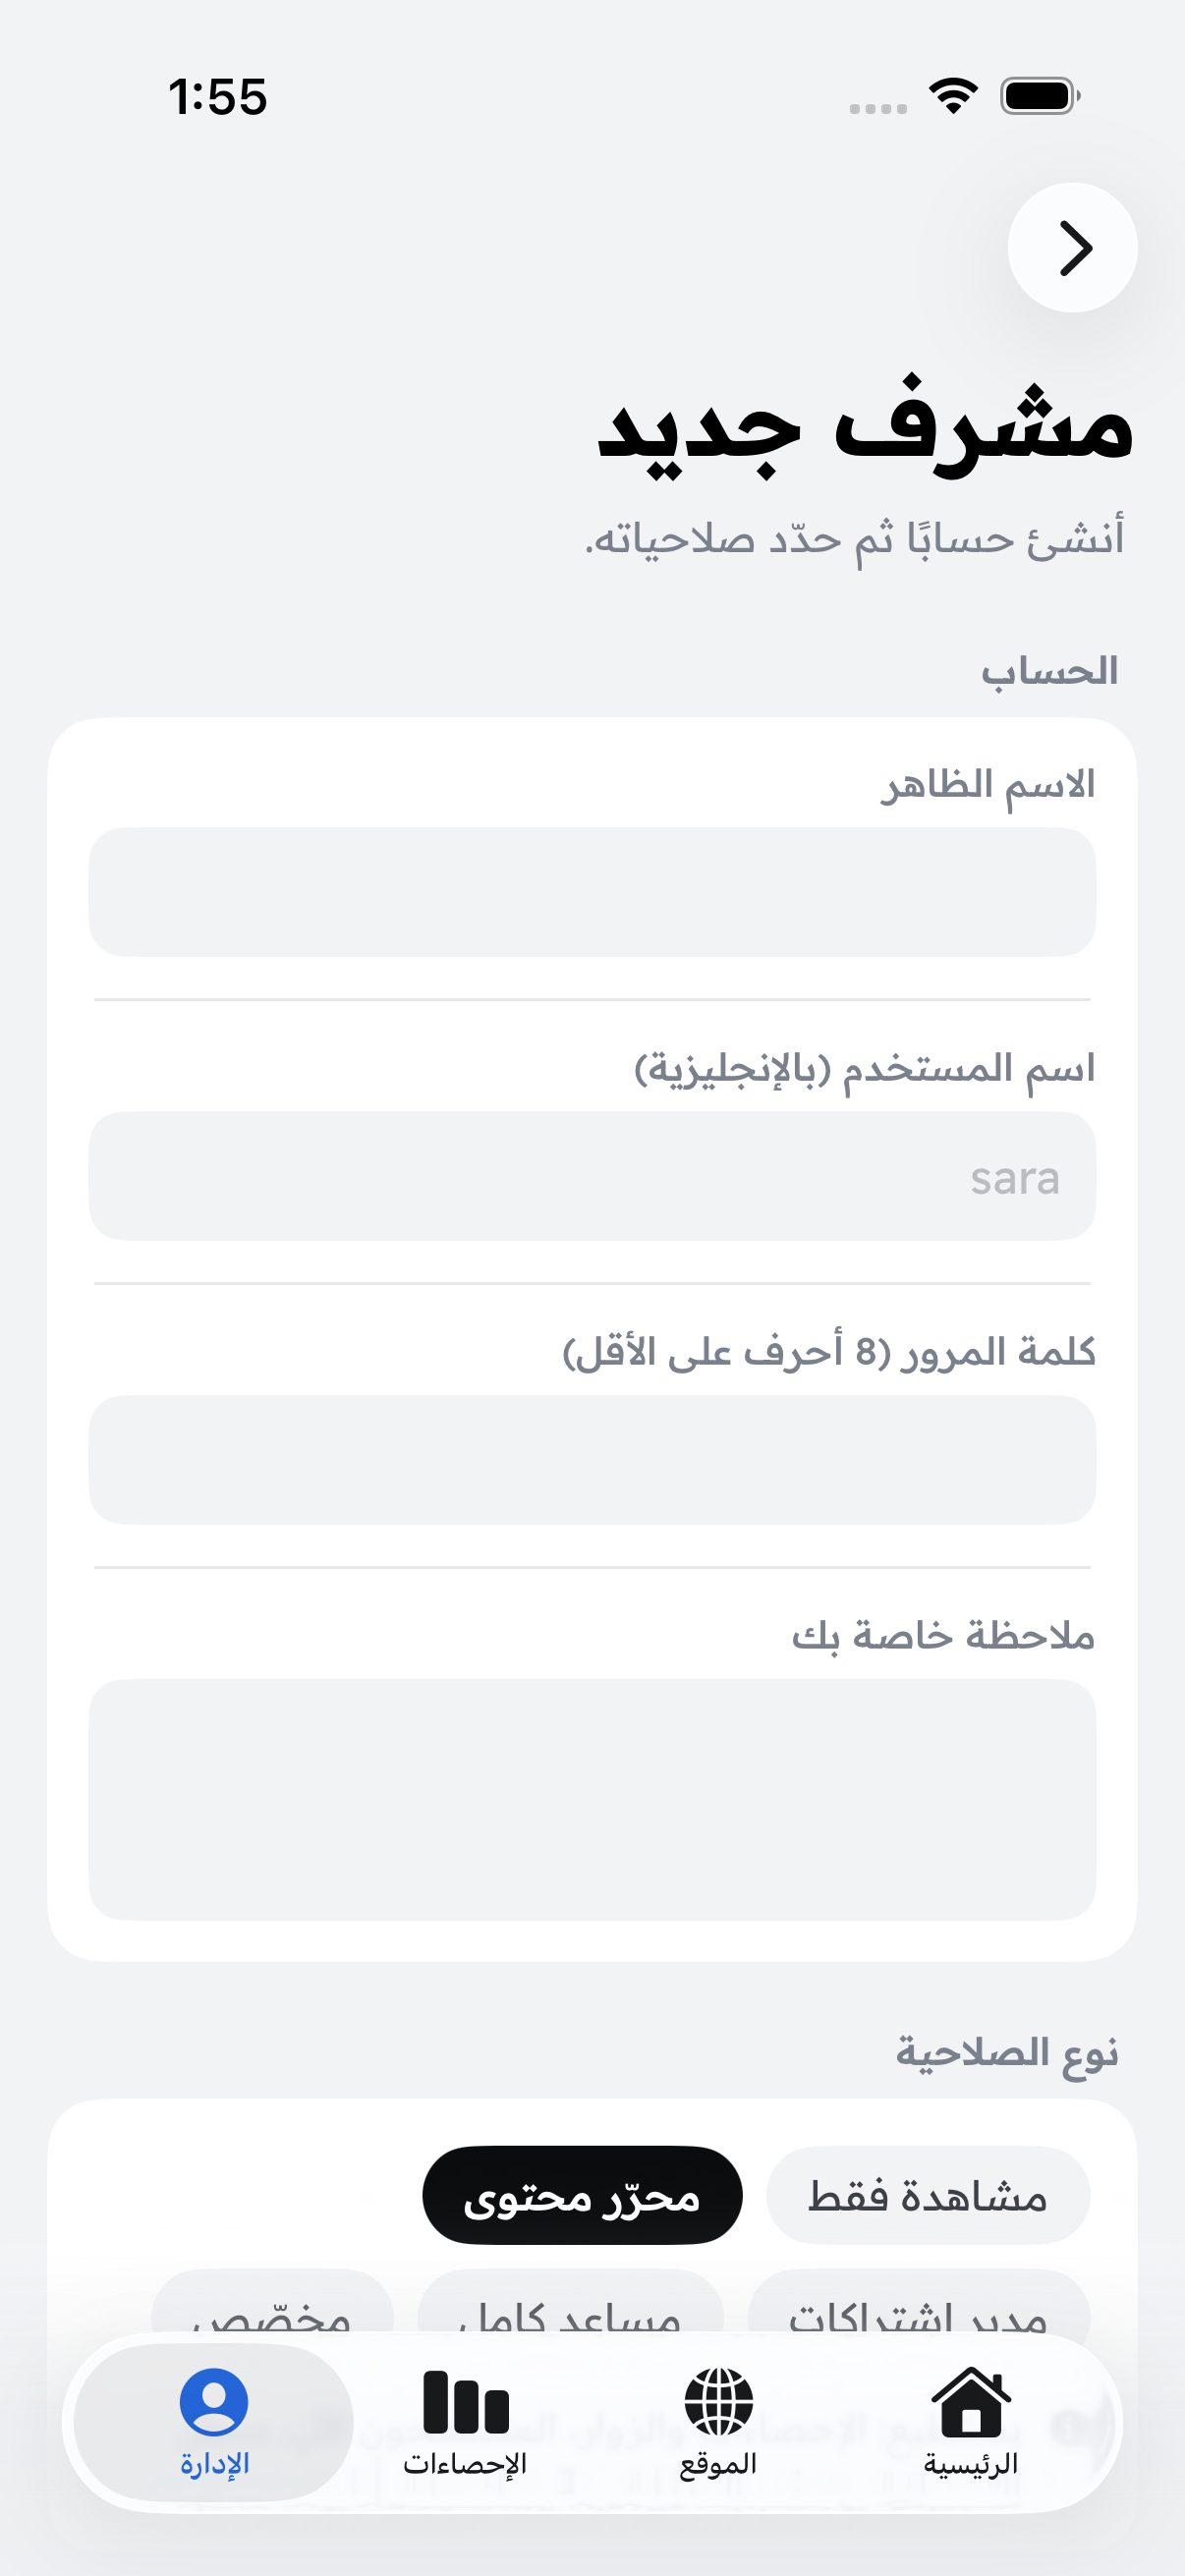 1:55
مشرف جديد
أنشئ حسابًا ثم حدّد صلاحياته.
الحساب
الاسم الظاهر
اسم المستخدم (بالإنجليزية)
sara
كلمة المرور (8 أحرف على الأقل)
ملاحظة خاصة بك
نوع الصلاحية
مشاهدة فقط محرّر محتوى
مدير اشتراكات مساعد كامل مخصّص
الرئيسية الموقع الإحصاءات الإدارة